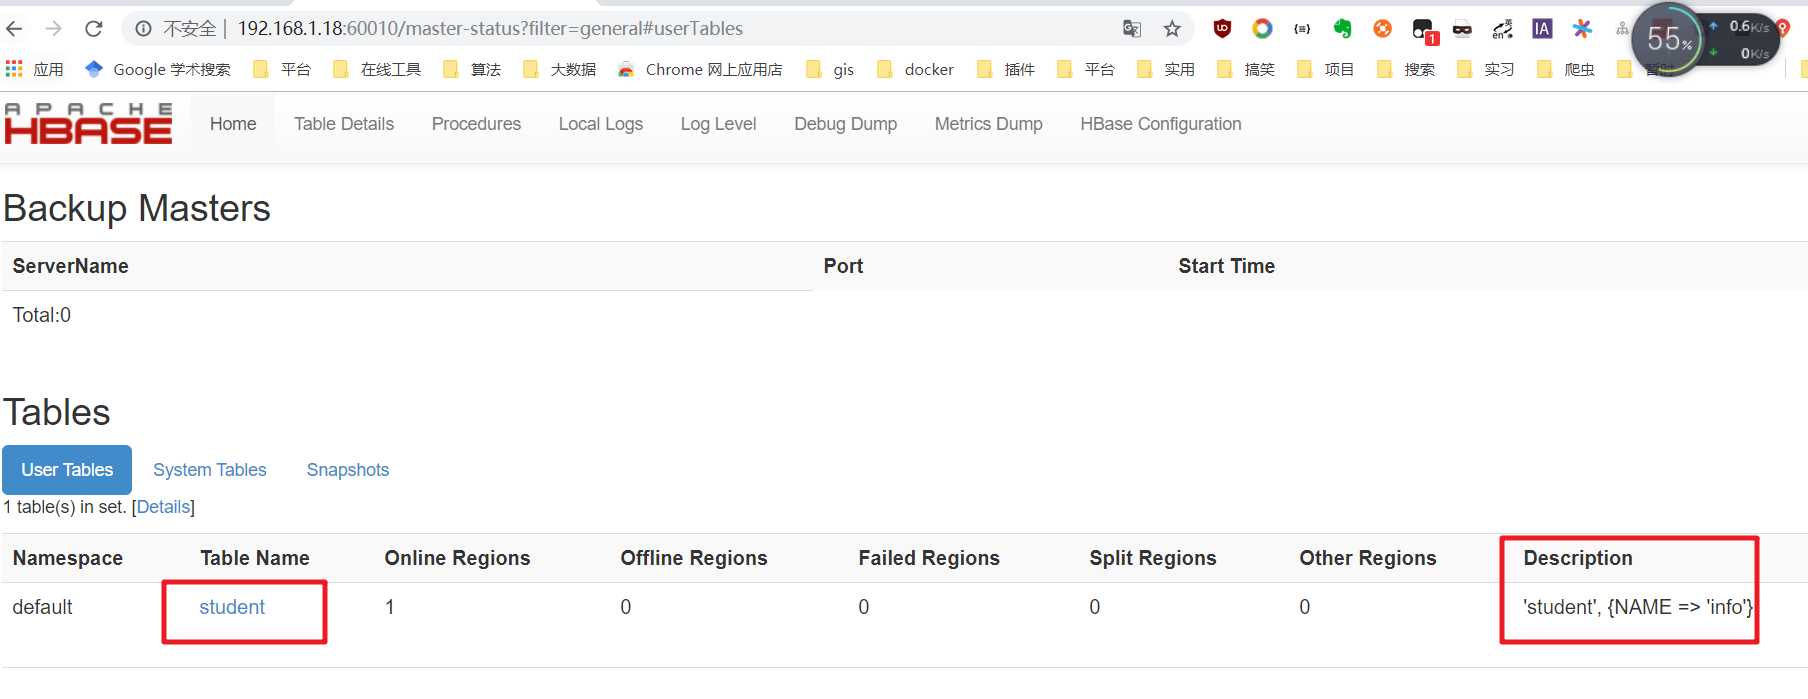 不安全 | 192.168.1.18:60010/master-status?filter=general#userTables
{≡} 1 英 en IA 55% 0.6K/s 0K/s
应用 Google 学术搜索 平台 在线工具 算法 大数据 Chrome 网上应用店 gis docker 插件 平台 实用 搞笑 项目 搜索 实习 爬虫 暂时
APACHE
HBASE
Home Table Details Procedures Local Logs Log Level Debug Dump Metrics Dump HBase Configuration
Backup Masters
ServerName Port Start Time
Total:0
Tables
User Tables System Tables Snapshots
1 table(s) in set. [Details]
Namespace Table Name Online Regions Offline Regions Failed Regions Split Regions Other Regions Description
default student 1 0 0 0 0 'student', {NAME => 'info'}